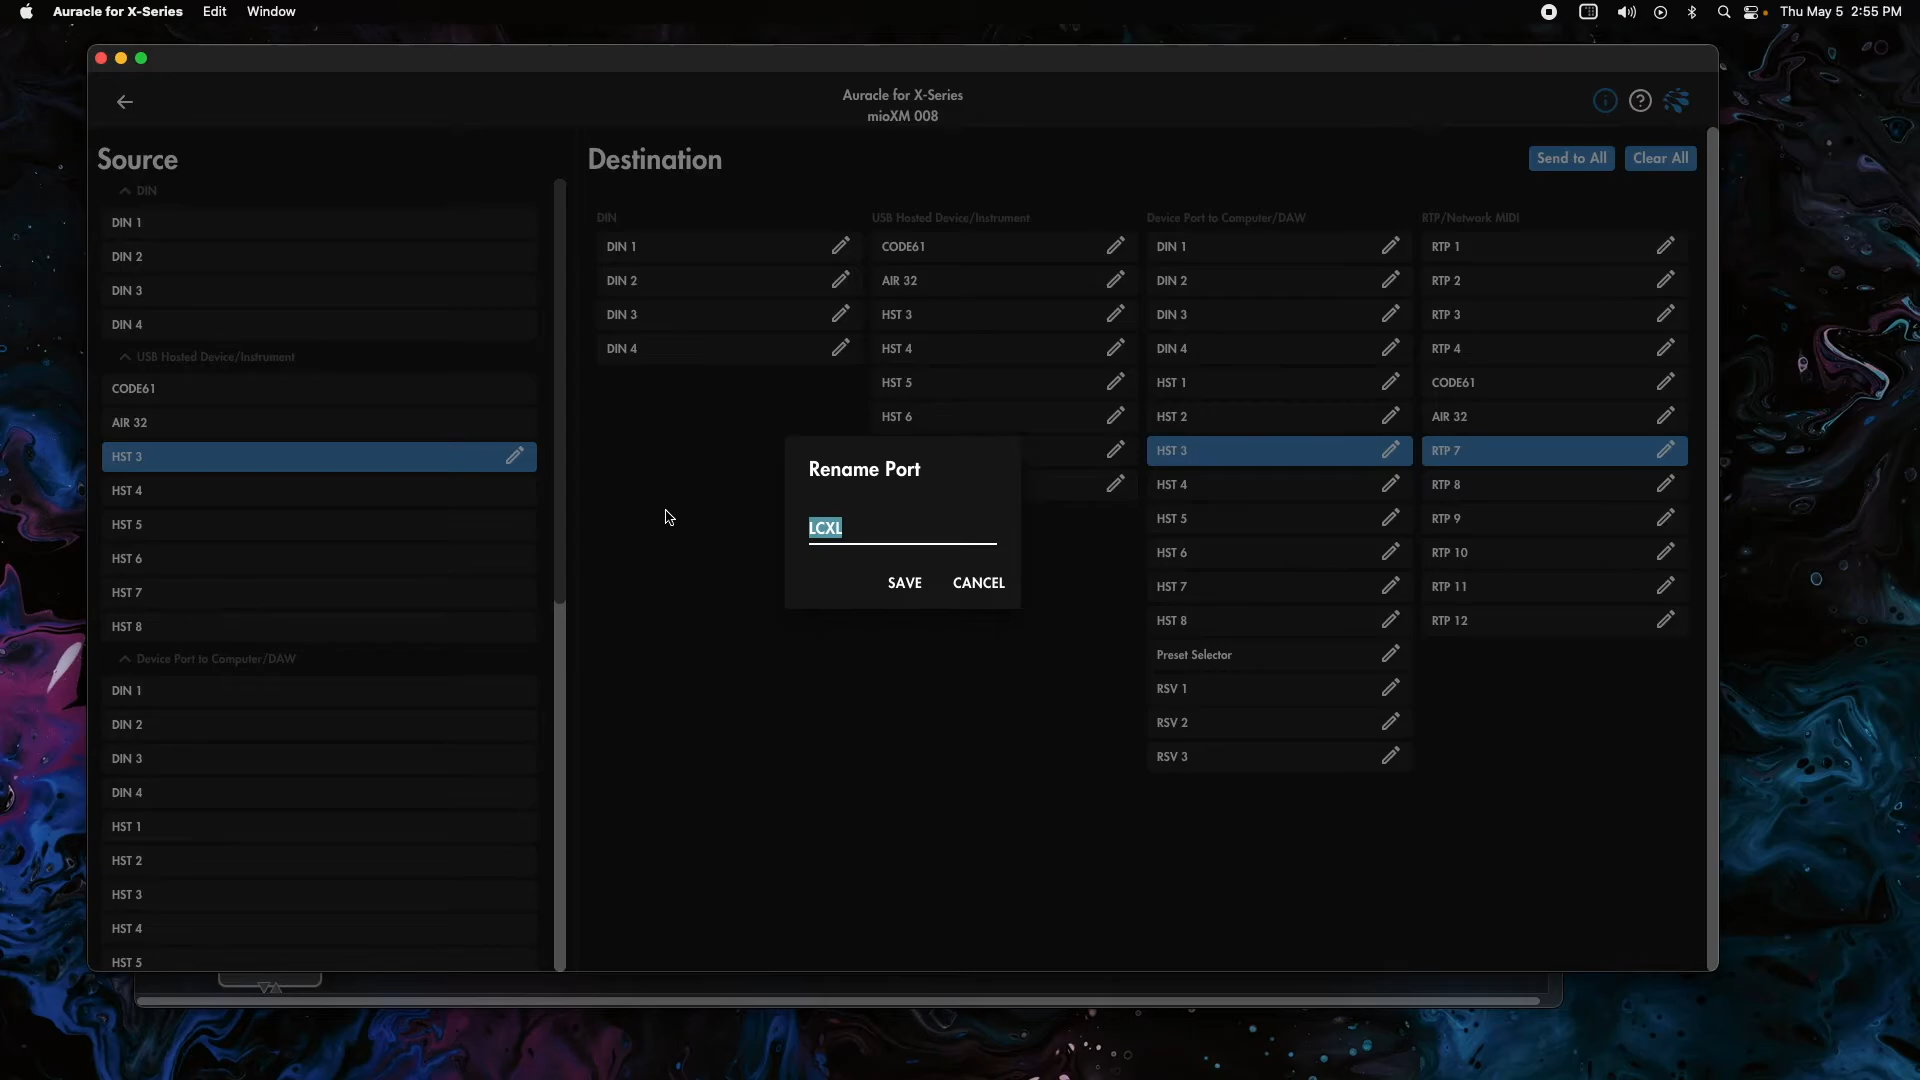 Auracle for X-Series Edit Window Thu May 5 2:55 PM
Auracle for X-Series
mioXM 008
Source
DIN
DIN 1
DIN 2
DIN 3
DIN 4
USB Hosted Device/Instrument
CODE61
AIR 32
HST 3
HST 4
HST 5
HST 6
HST 7
HST 8
Device Port to Computer/DAW
DIN 1
DIN 2
DIN 3
DIN 4
HST 1
HST 2
HST 3
HST 4
HST 5
Destination
Send to All
Clear All
DIN
DIN 1
DIN 2
DIN 3
DIN 4
USB Hosted Device/Instrument
CODE61
AIR 32
HST 3
HST 4
HST 5
HST 6
Device Port to Computer/DAW
DIN 1
DIN 2
DIN 3
DIN 4
HST 1
HST 2
HST 3
HST 4
HST 5
HST 6
HST 7
HST 8
Preset Selector
RSV 1
RSV 2
RSV 3
RTP/Network MIDI
RTP 1
RTP 2
RTP 3
RTP 4
CODE61
AIR 32
RTP 7
RTP 8
RTP 9
RTP 10
RTP 11
RTP 12
Rename Port
LCXL
SAVE CANCEL